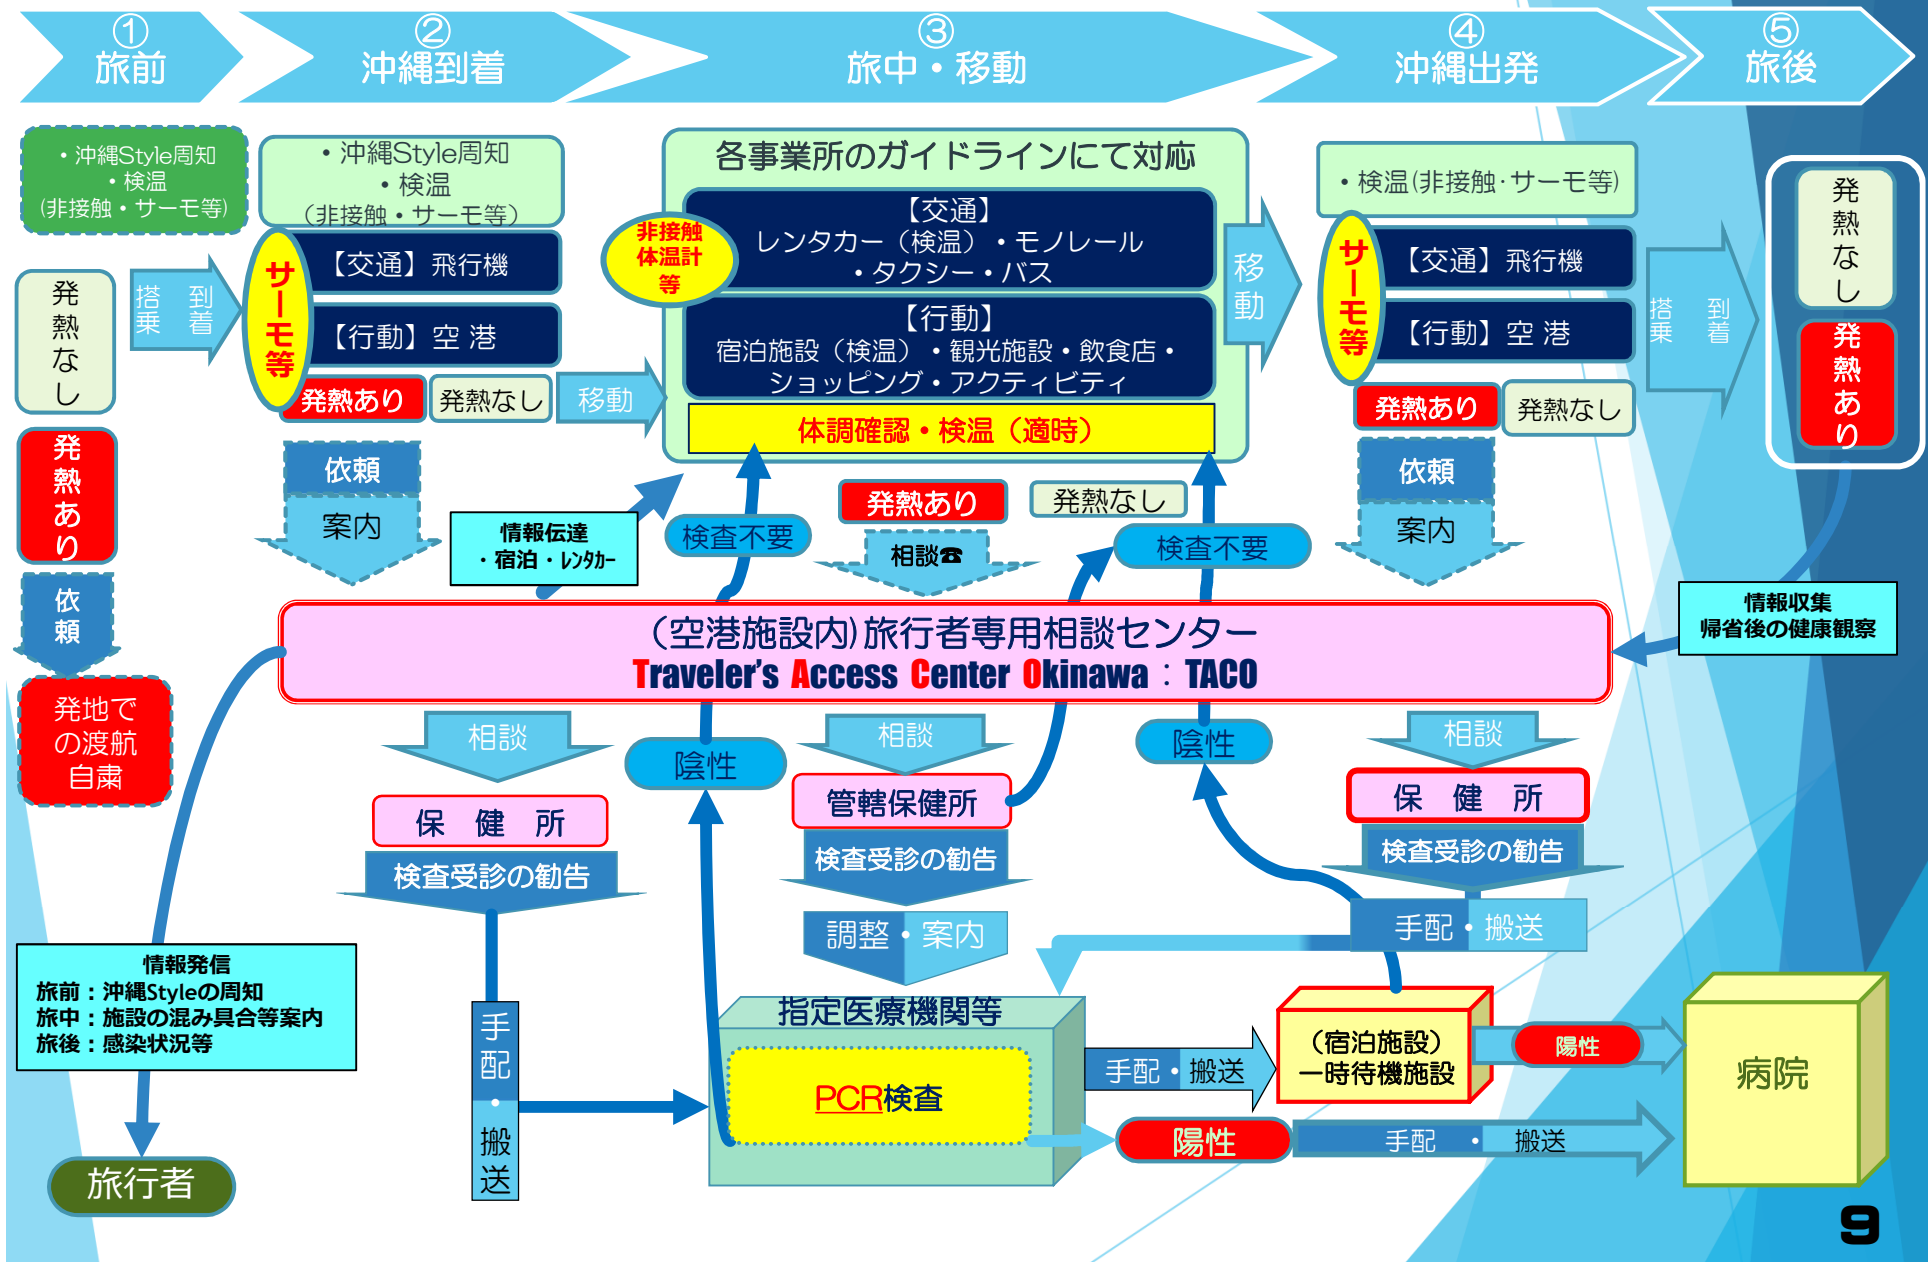 ①
旅前
②
沖縄到着
③
旅中・移動
④
沖縄出発
⑤
旅後
・沖縄Style周知
・検温
(非接触・サーモ等)
発熱なし
発熱あり
依頼
発地で
の渡航
自粛
搭乗
到着
・沖縄Style周知
・検温
（非接触・サーモ等）
サーモ等
【交通】飛行機
【行動】空 港
発熱あり
発熱なし
移動
依頼
案内
各事業所のガイドラインにて対応
非接触
体温計
等
【交通】
レンタカー（検温）・モノレール
・タクシー・バス
【行動】
宿泊施設（検温）・観光施設・飲食店・
ショッピング・アクティビティ
体調確認・検温（適時）
移動
情報伝達
・宿泊・レンタカー
検査不要
発熱あり
発熱なし
相談☎
検査不要
・検温(非接触・サーモ等)
サーモ等
【交通】飛行機
【行動】空 港
発熱あり
発熱なし
依頼
案内
搭乗
到着
発熱なし
発熱あり
情報収集
帰省後の健康観察
（空港施設内)旅行者専用相談センター
Traveler's Access Center Okinawa：TACO
相談
保 健 所
検査受診の勧告
手配・搬送
陰性
相談
管轄保健所
検査受診の勧告
調整・案内
陰性
相談
保 健 所
検査受診の勧告
手配・搬送
情報発信
旅前：沖縄Styleの周知
旅中：施設の混み具合等案内
旅後：感染状況等
旅行者
指定医療機関等
PCR検査
手配・搬送
（宿泊施設）
一時待機施設
陽性
陽性
手配・搬送
病院
9